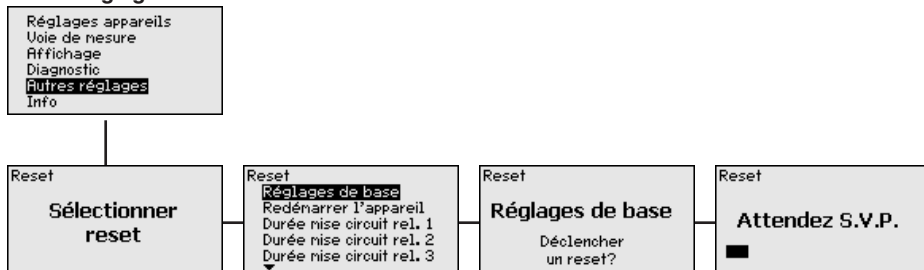 Réglages appareils
Voie de mesure
Affichage
Diagnostic
Autres réglages
Info
Reset
Sélectionner
reset
Reset
Réglages de base
Redémarrer l'appareil
Durée mise circuit rel. 1
Durée mise circuit rel. 2
Durée mise circuit rel. 3
Reset
Réglages de base
Déclencher
un reset?
Reset
Attendez S.V.P.